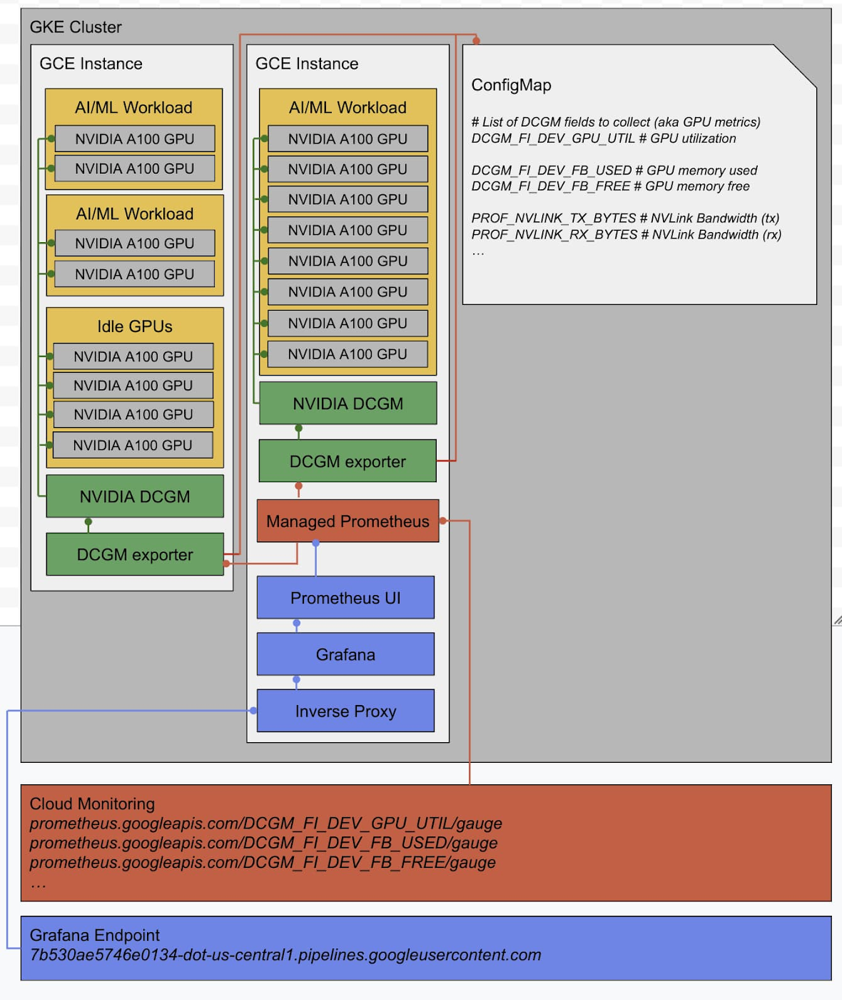 GKE Cluster
GCE Instance
AI/ML Workload
NVIDIA A100 GPU
NVIDIA A100 GPU
AI/ML Workload
NVIDIA A100 GPU
NVIDIA A100 GPU
Idle GPUs
NVIDIA A100 GPU
NVIDIA A100 GPU
NVIDIA A100 GPU
NVIDIA A100 GPU
NVIDIA DCGM
DCGM exporter
GCE Instance
AI/ML Workload
NVIDIA A100 GPU
NVIDIA A100 GPU
NVIDIA A100 GPU
NVIDIA A100 GPU
NVIDIA A100 GPU
NVIDIA A100 GPU
NVIDIA A100 GPU
NVIDIA A100 GPU
NVIDIA DCGM
DCGM exporter
Managed Prometheus
Prometheus UI
Grafana
Inverse Proxy
ConfigMap
# List of DCGM fields to collect (aka GPU metrics)
DCGM_FI_DEV_GPU_UTIL # GPU utilization
DCGM_FI_DEV_FB_USED # GPU memory used
DCGM_FI_DEV_FB_FREE # GPU memory free
PROF_NVLINK_TX_BYTES # NVLink Bandwidth (tx)
PROF_NVLINK_RX_BYTES # NVLink Bandwidth (rx)
…
Cloud Monitoring
prometheus.googleapis.com/DCGM_FI_DEV_GPU_UTIL/gauge
prometheus.googleapis.com/DCGM_FI_DEV_FB_USED/gauge
prometheus.googleapis.com/DCGM_FI_DEV_FB_FREE/gauge
…
Grafana Endpoint
7b530ae5746e0134-dot-us-central1.pipelines.googleusercontent.com